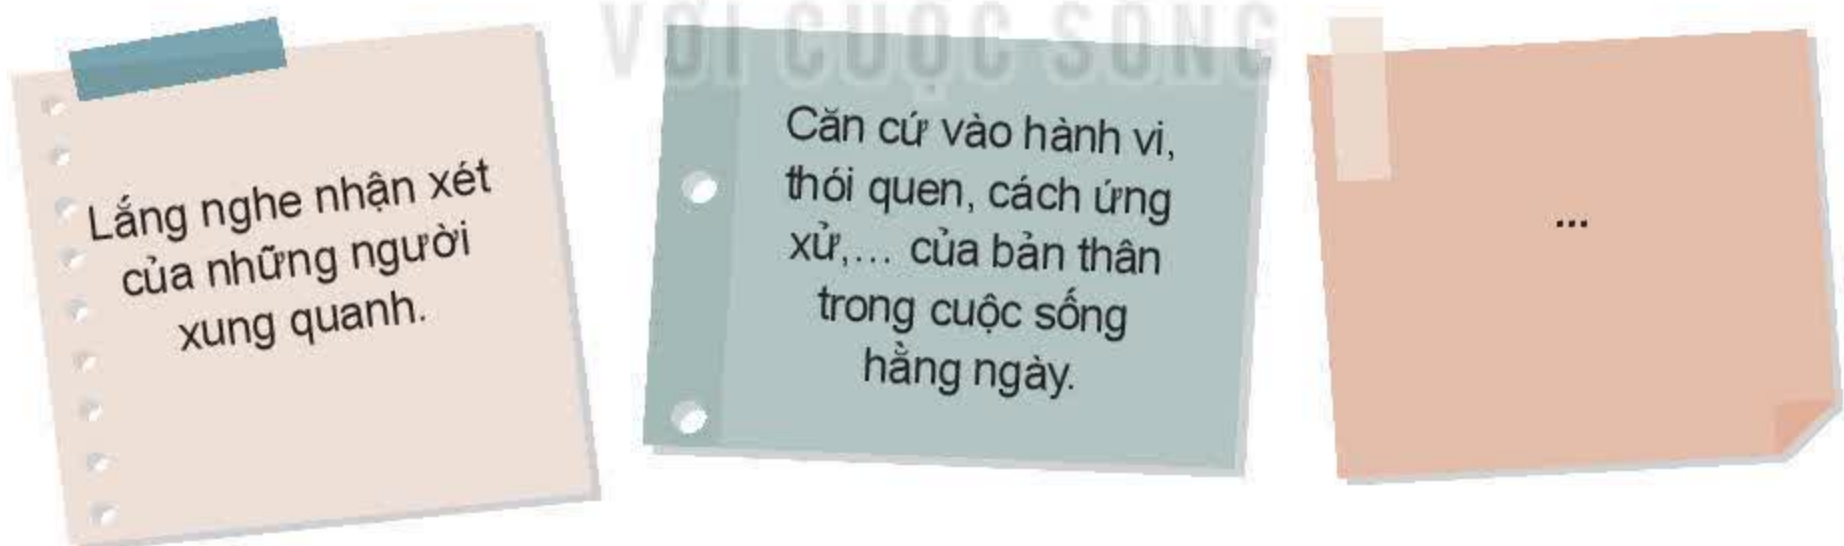 VỚI CUỘC SỐNG
Lắng nghe nhận xét
của những người
xung quanh.
Căn cứ vào hành vi,
thói quen, cách ứng
xử,... của bản thân
trong cuộc sống
hằng ngày.
...